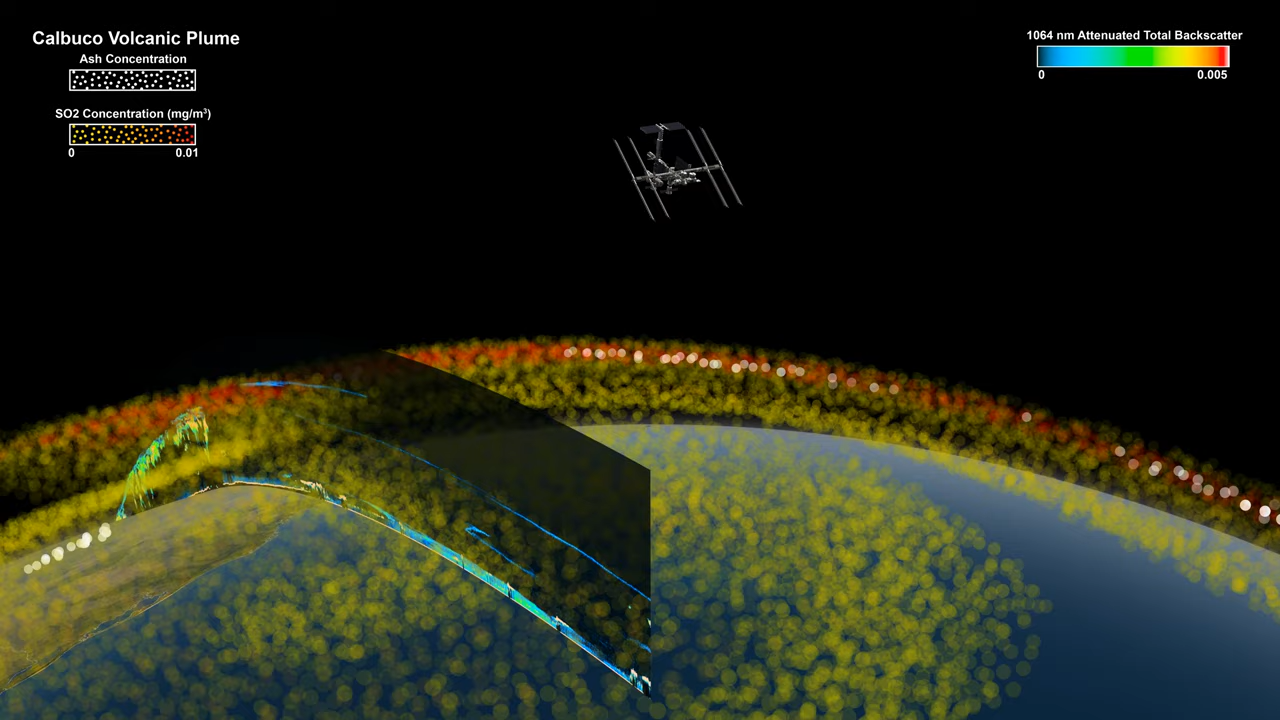 Calbuco Volcanic Plume
Ash Concentration
SO2 Concentration (mg/m³)
0 0.01
1064 nm Attenuated Total Backscatter
0 0.005